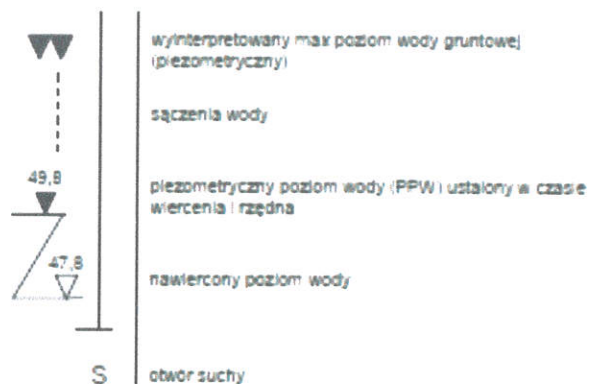 wyinterpretowany max poziom wody gruntowej
(piezometryczny)
sączenia wody
49,8
piezometryczny poziom wody (PPW) ustalony w czasie
wiercenia i rzędna
47,8
nawiercony poziom wody
S
otwór suchy